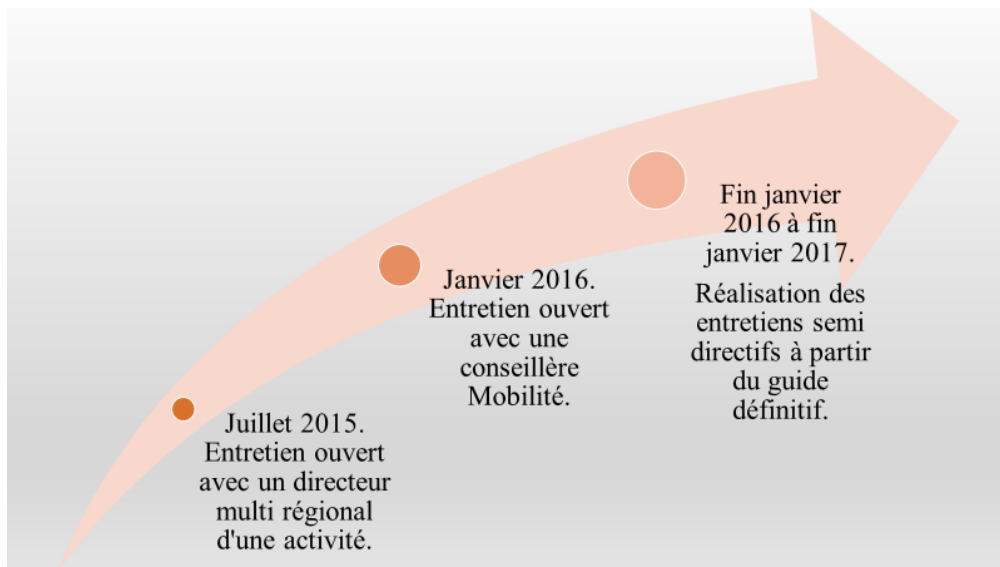 Juillet 2015.
Entretien ouvert
avec un directeur
multi régional
d'une activité.
Janvier 2016.
Entretien ouvert
avec une
conseillère
Mobilité.
Fin janvier
2016 à fin
janvier 2017.
Réalisation des
entretiens semi
directifs à partir
du guide
définitif.